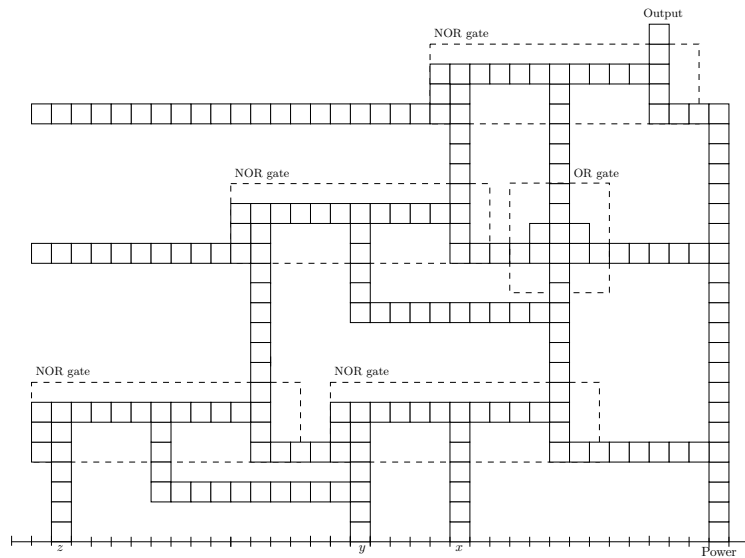 Output
NOR gate
NOR gate
OR gate
NOR gate
NOR gate
z
y
x
Power